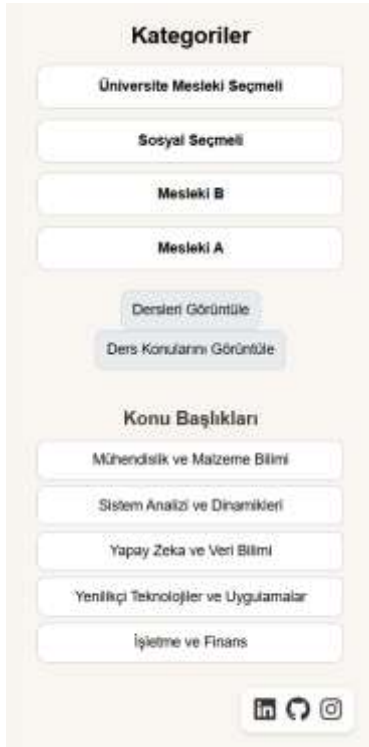 Kategoriler
Üniversite Mesleki Seçmeli
Sosyal Seçmeli
Mesleki B
Mesleki A
Dersleri Görüntüle
Ders Konularını Görüntüle
Konu Başlıkları
Mühendislik ve Malzeme Bilimi
Sistem Analizi ve Dinamikleri
Yapay Zeka ve Veri Bilimi
Yenilikçi Teknolojiler ve Uygulamalar
İşletme ve Finans